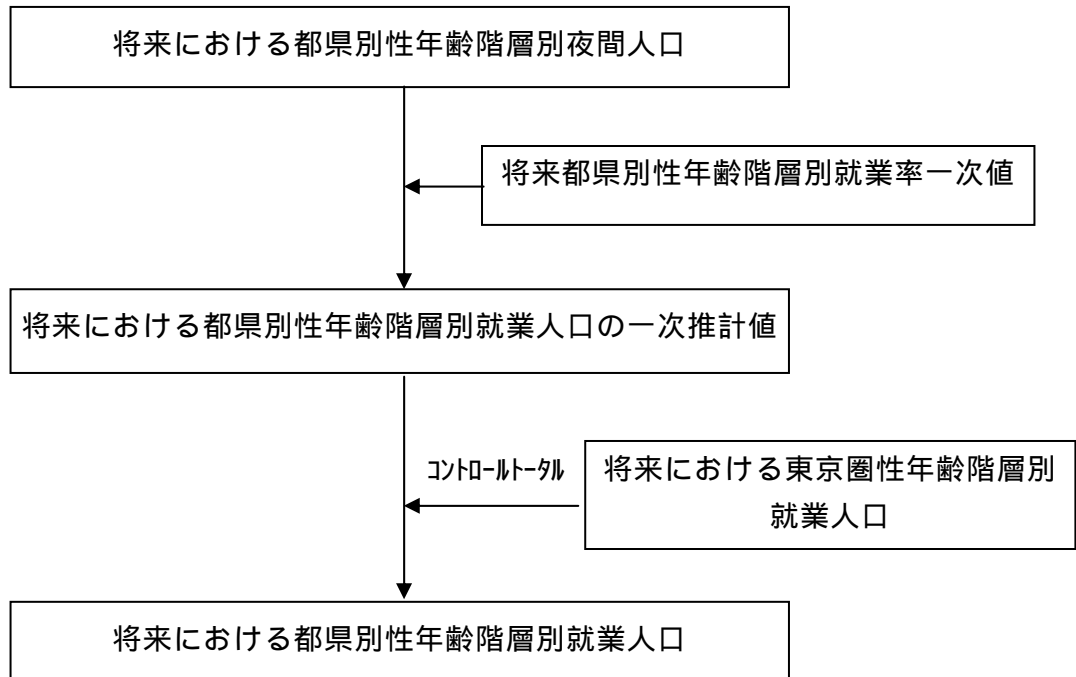 将来における都県別性年齢階層別夜間人口
将来都県別性年齢階層別就業率一次値
将来における都県別性年齢階層別就業人口の一次推計値
ｺﾝﾄﾛｰﾙﾄｰﾀﾙ
将来における東京圏性年齢階層別
就業人口
将来における都県別性年齢階層別就業人口